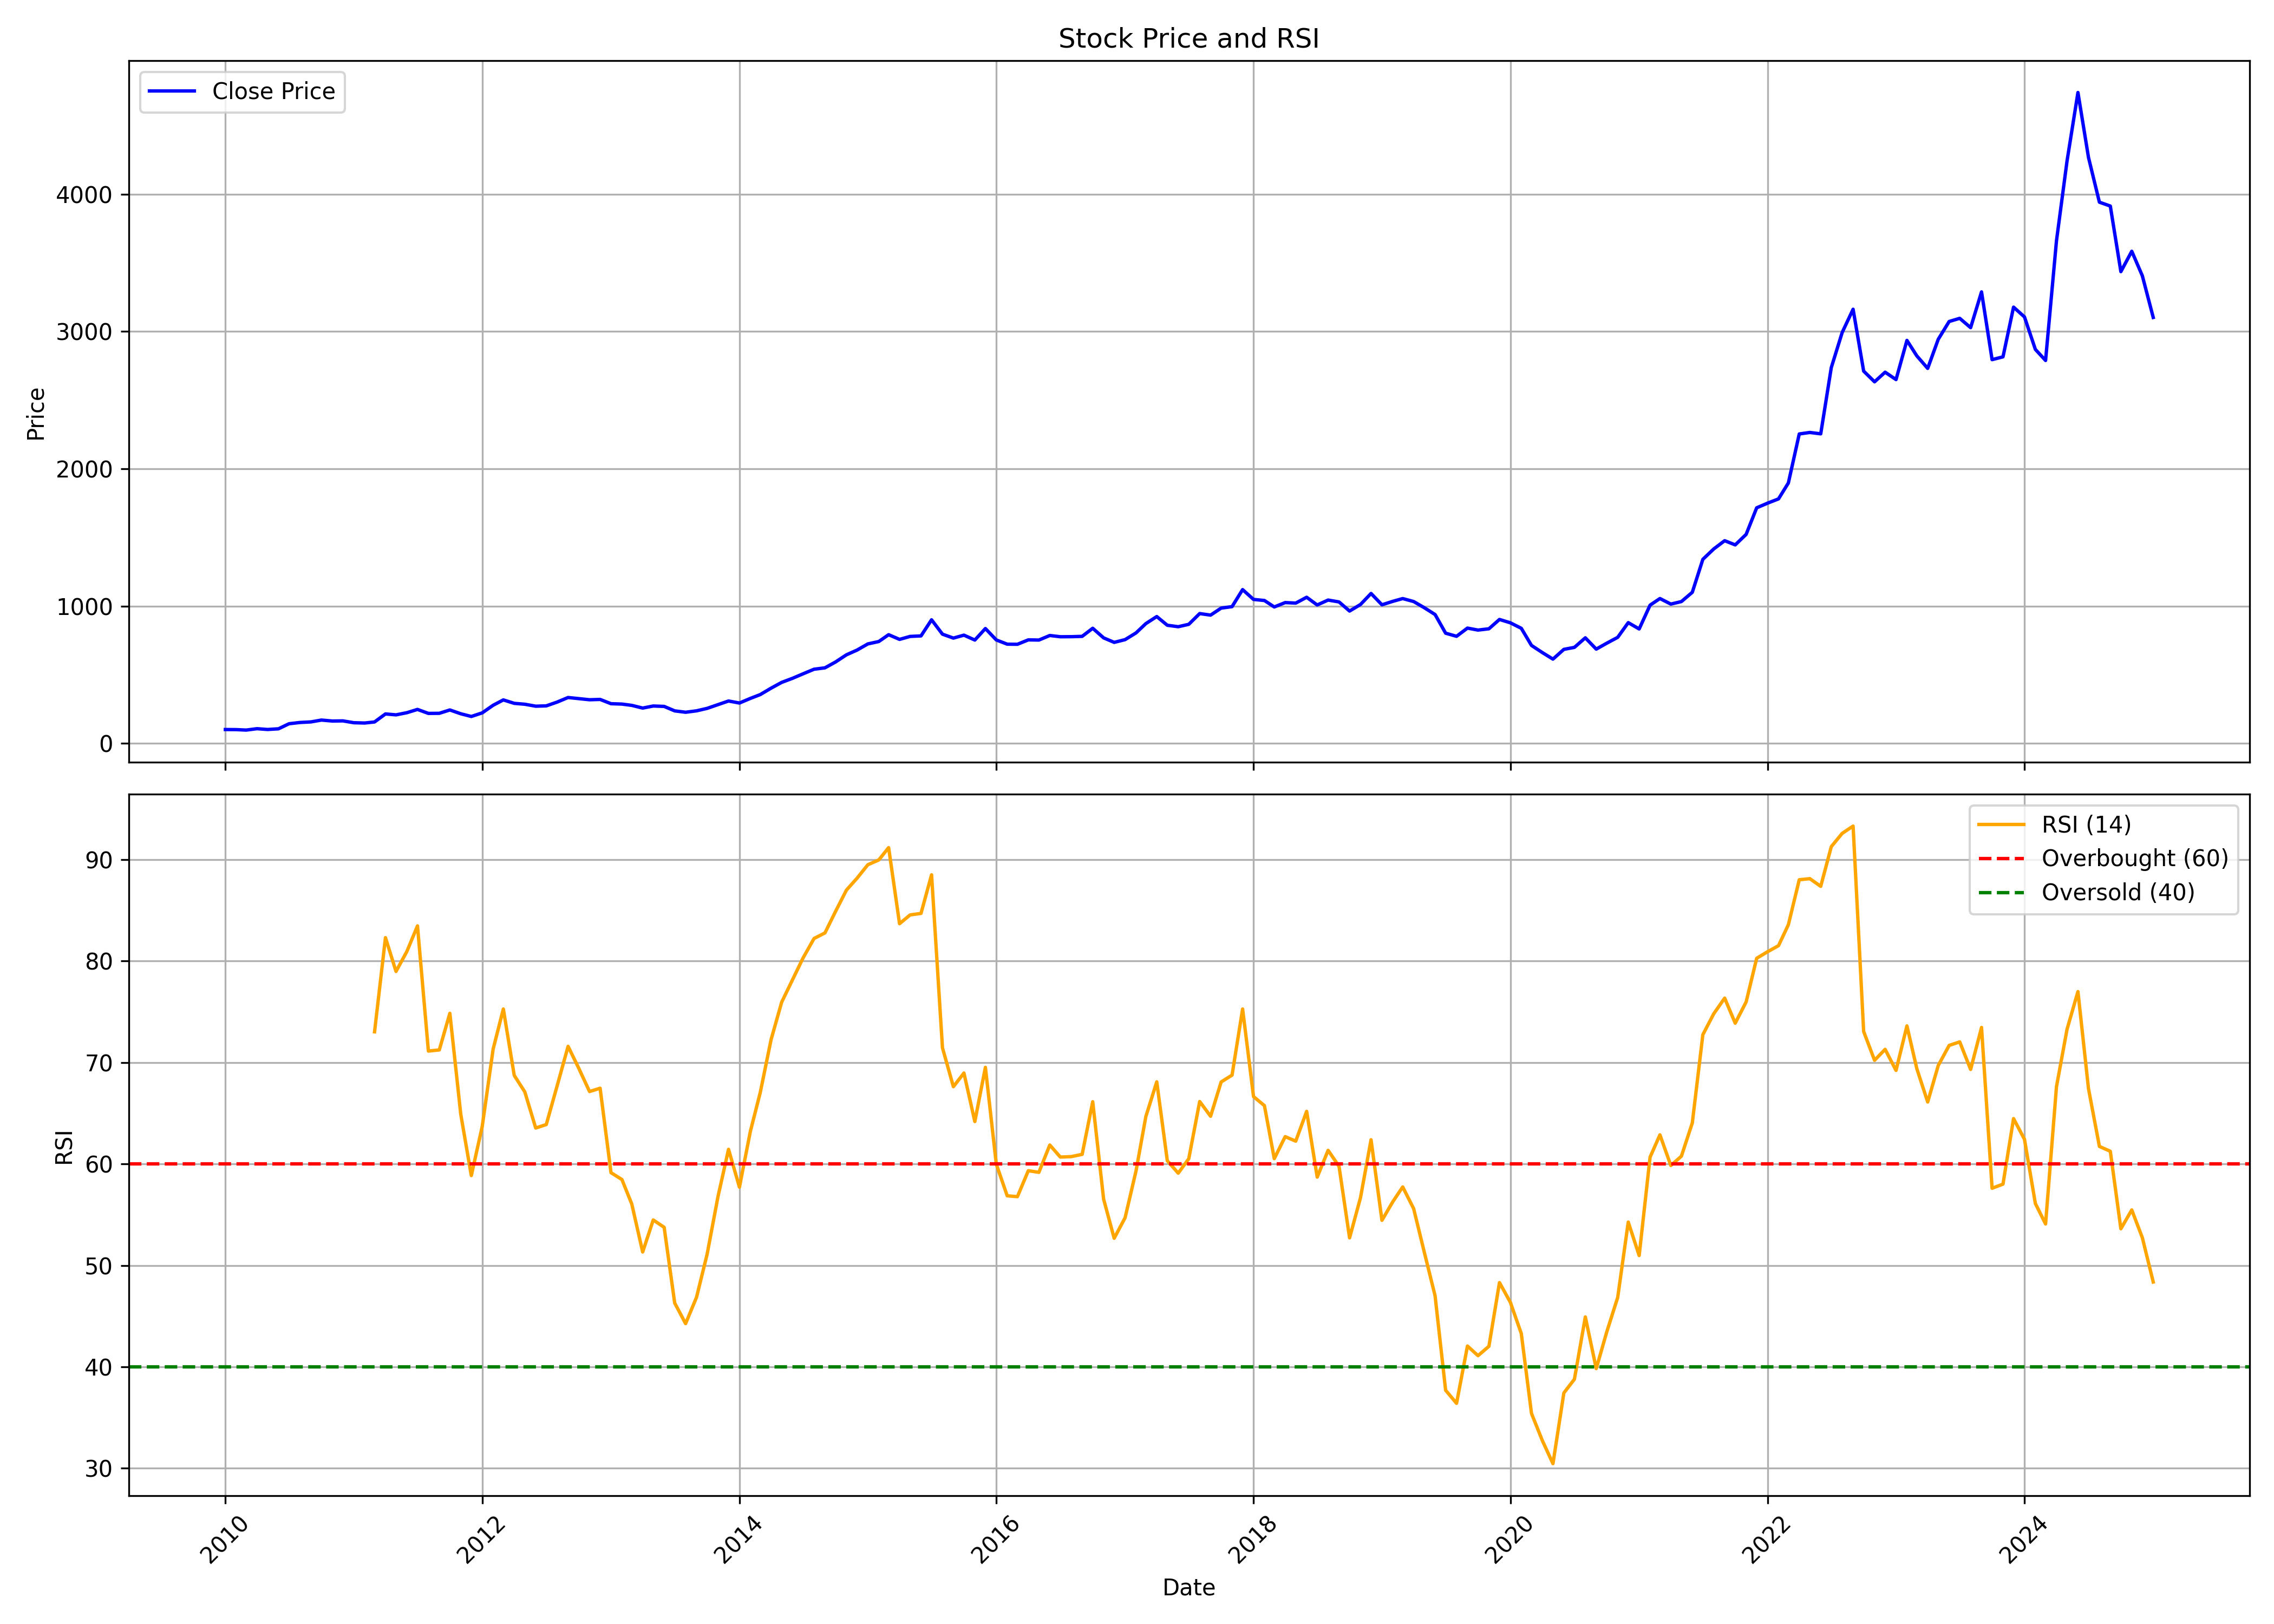 Stock Price and RSI
Close Price
Price
4000
3000
2000
1000
0
RSI (14)
Overbought (60)
Oversold (40)
RSI
90
80
70
60
50
40
30
2010
2012
2014
2016
2018
2020
2022
2024
Date